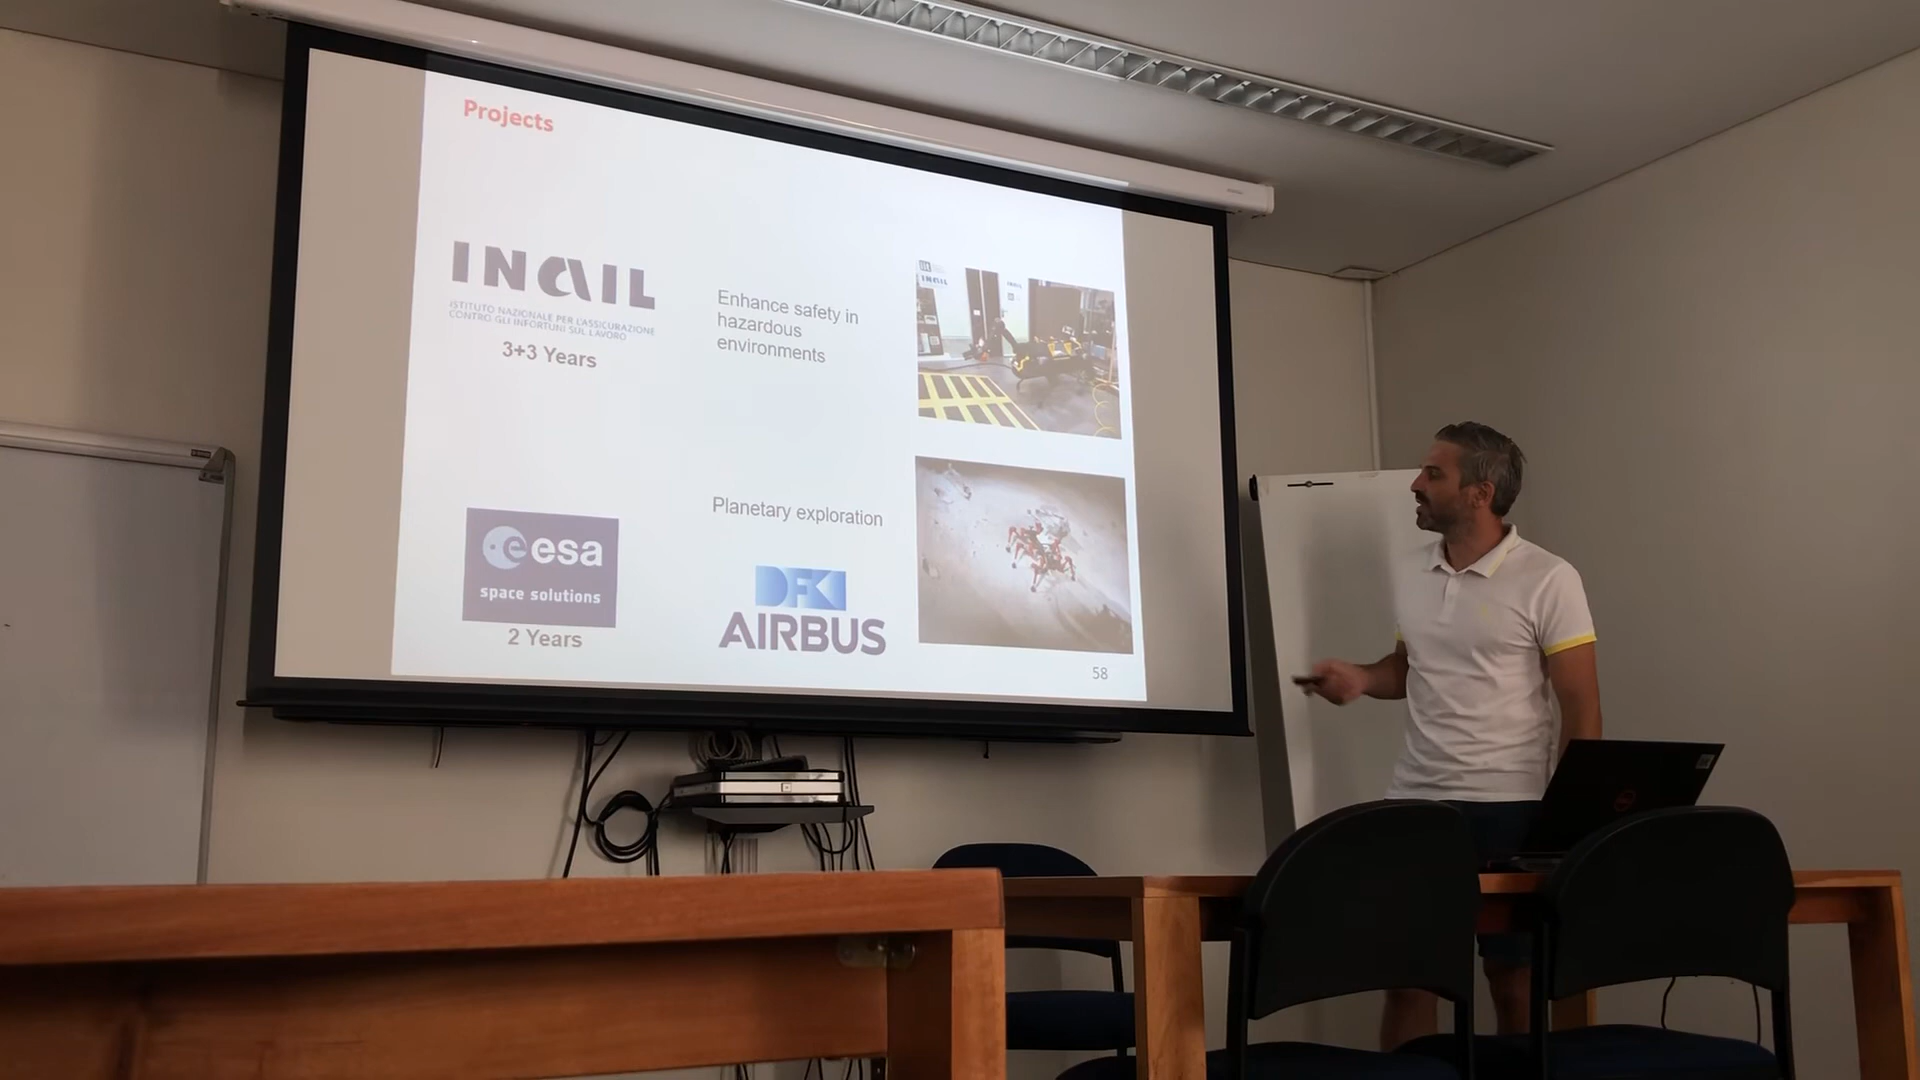 Projects
INAIL
ISTITUTO NAZIONALE PER L'ASSICURAZIONE
CONTRO GLI INFORTUNI SUL LAVORO
3+3 Years
Enhance safety in
hazardous
environments
INAIL
esa
space solutions
2 Years
Planetary exploration
DFKI
AIRBUS
58